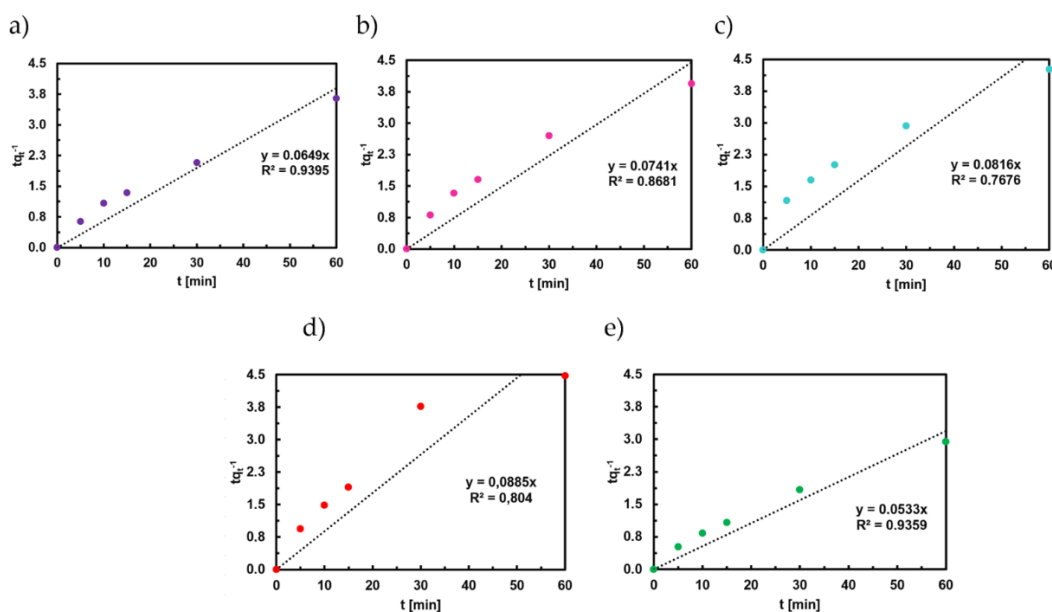 a)
4.5
3.8
3.0
2.3
1.5
0.8
0.0
tqt-1
y = 0.0649x
R² = 0.9395
0 10 20 30 40 50 60
t [min]
b)
4.5
3.8
3.0
2.3
1.5
0.8
0.0
tqt-1
y = 0.0741x
R² = 0.8681
0 10 20 30 40 50 60
t [min]
c)
4.5
3.8
3.0
2.3
1.5
0.8
0.0
tqt-1
y = 0.0816x
R² = 0.7676
0 10 20 30 40 50 60
t [min]
d)
4.5
3.8
3.0
2.3
1.5
0.8
0.0
tqt-1
y = 0,0885x
R² = 0,804
0 10 20 30 40 50 60
t [min]
e)
4.5
3.8
3.0
2.3
1.5
0.8
0.0
tqt-1
y = 0.0533x
R² = 0.9359
0 10 20 30 40 50 60
t [min]